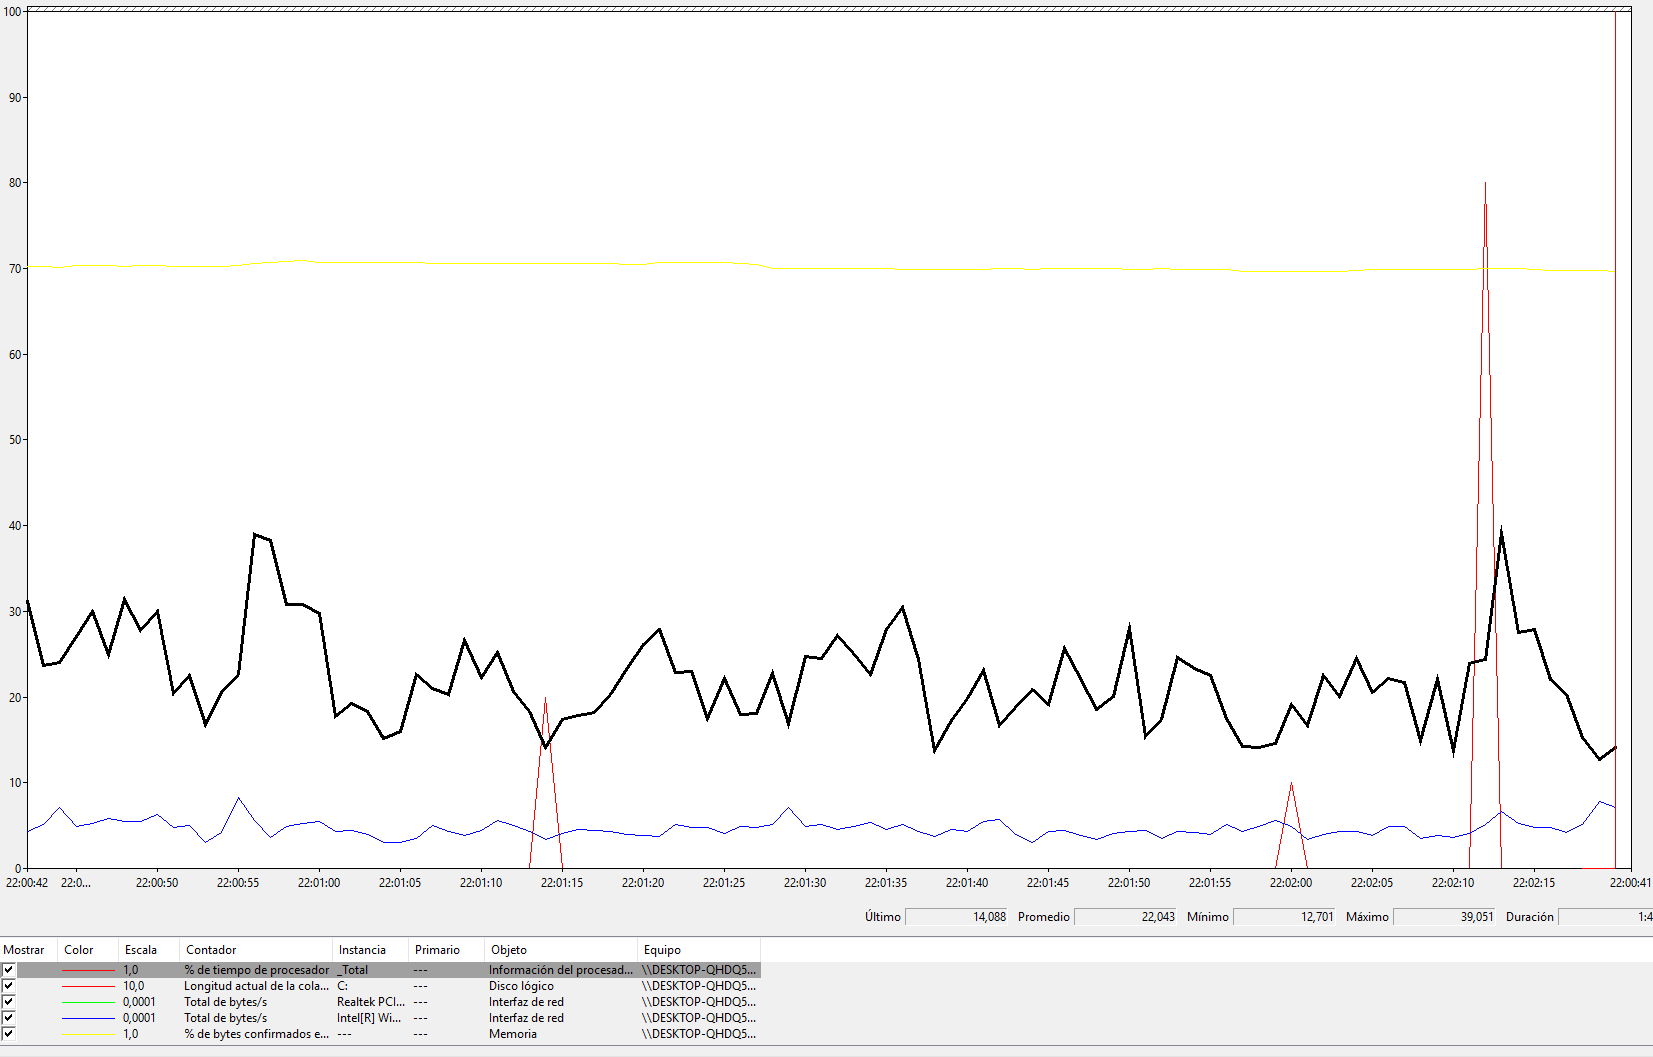 100
90
80
70
60
50
40
30
20
10
0
22:00:42 22:0... 22:00:50 22:00:55 22:01:00 22:01:05 22:01:10 22:01:15 22:01:20 22:01:25 22:01:30 22:01:35 22:01:40 22:01:45 22:01:50 22:01:55 22:02:00 22:02:05 22:02:10 22:02:15 22:00:41
Último 14,088 Promedio 22,043 Mínimo 12,701 Máximo 39,051 Duración 1:4
Mostrar Color Escala Contador Instancia Primario Objeto Equipo
1,0 % de tiempo de procesador _Total --- Información del procesad... \\DESKTOP-QHDQ5...
10,0 Longitud actual de la cola... C: --- Disco lógico \\DESKTOP-QHDQ5...
0,0001 Total de bytes/s Realtek PCI... --- Interfaz de red \\DESKTOP-QHDQ5...
0,0001 Total de bytes/s Intel[R] Wi... --- Interfaz de red \\DESKTOP-QHDQ5...
1,0 % de bytes confirmados e... --- --- Memoria \\DESKTOP-QHDQ5...